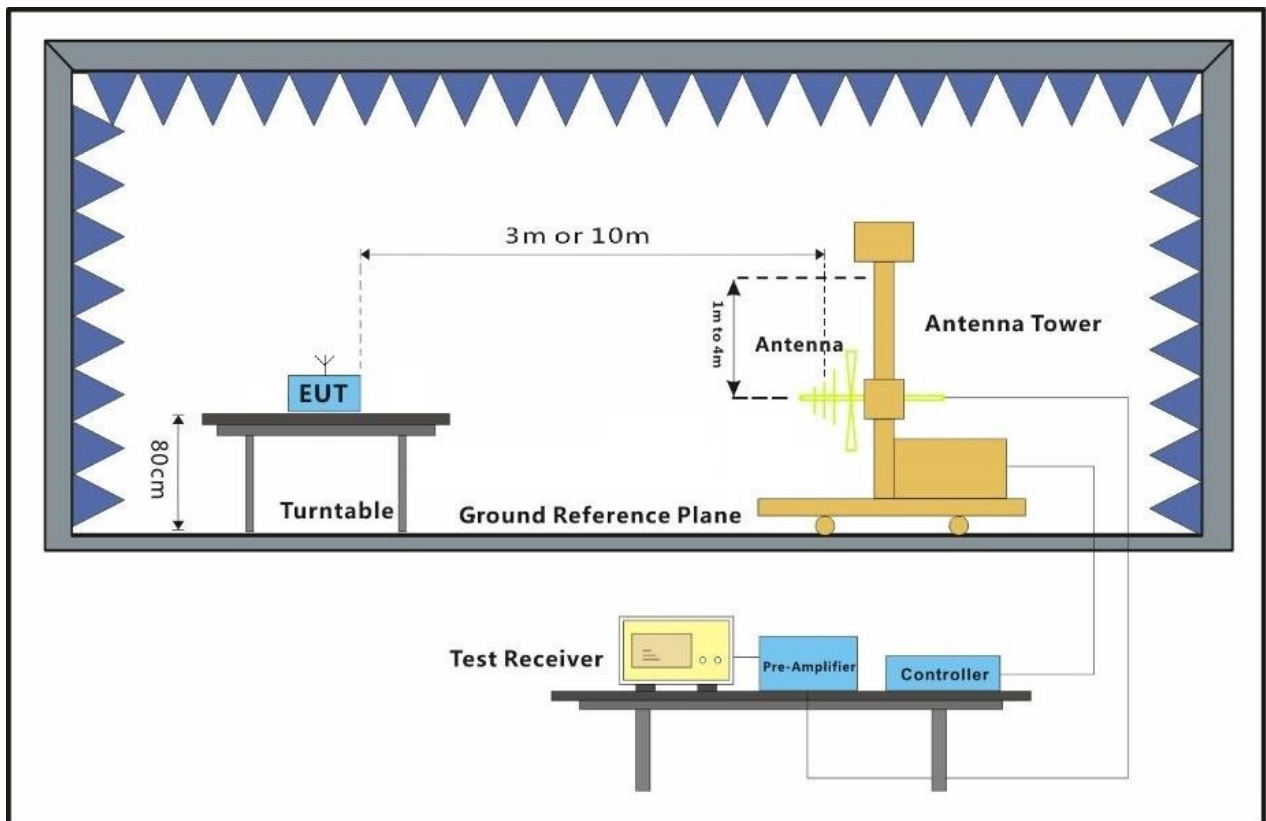 3m or 10m
1m to 4m
Antenna
Antenna Tower
EUT
80cm
Turntable
Ground Reference Plane
Test Receiver
Pre-Amplifier
Controller